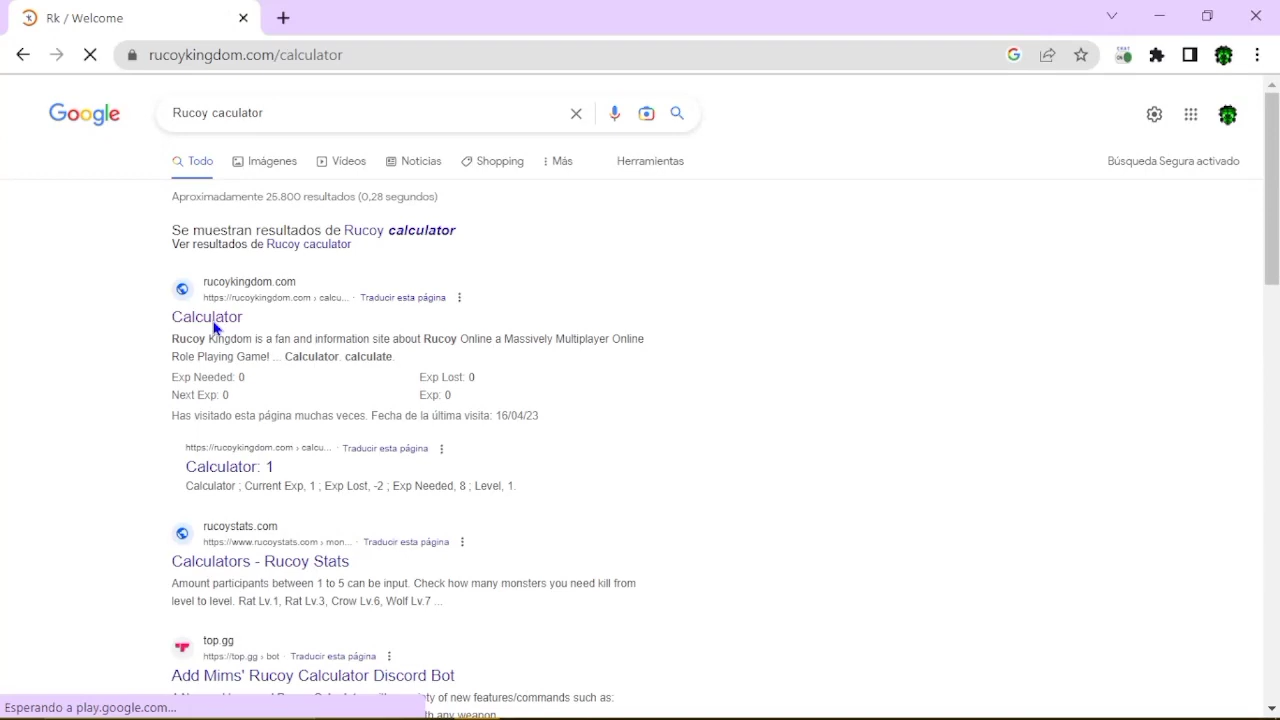 Rk / Welcome
rucoykingdom.com/calculator
Google
Rucoy caculator
Todo Imágenes Vídeos Noticias Shopping Más Herramientas Búsqueda Segura activado
Aproximadamente 25.800 resultados (0,28 segundos)
Se muestran resultados de Rucoy calculator
Ver resultados de Rucoy caculator
rucoykingdom.com
https://rucoykingdom.com › calcu... · Traducir esta página
Calculator
Rucoy Kingdom is a fan and information site about Rucoy Online a Massively Multiplayer Online
Role Playing Game! ... Calculator. calculate.
Exp Needed: 0 Exp Lost: 0
Next Exp: 0 Exp: 0
Has visitado esta página muchas veces. Fecha de la última visita: 16/04/23
https://rucoykingdom.com › calcu... · Traducir esta página
Calculator: 1
Calculator ; Current Exp, 1 ; Exp Lost, -2 ; Exp Needed, 8 ; Level, 1.
rucoystats.com
https://www.rucoystats.com › mon... · Traducir esta página
Calculators - Rucoy Stats
Amount participants between 1 to 5 can be input. Check how many monsters you need kill from
level to level. Rat Lv.1, Rat Lv.3, Crow Lv.6, Wolf Lv.7 ...
top.gg
https://top.gg › bot · Traducir esta página
Add Mims' Rucoy Calculator Discord Bot
of new features/commands such as:
any weapon.
Esperando a play.google.com...